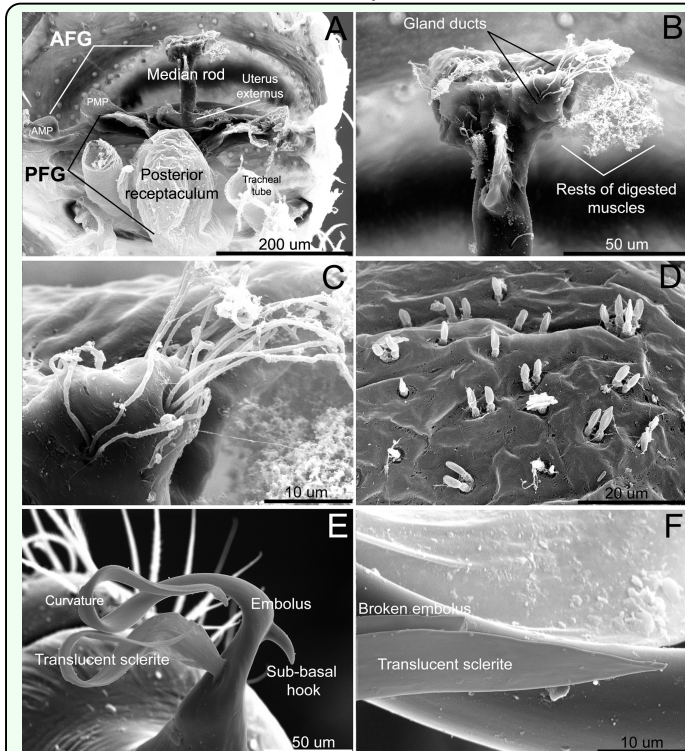 A
AFG
Median rod
Uterus
externus
PMP
AMP
PFG
Posterior
receptaculum
Tracheal
tube
200 um
B
Gland ducts
Rests of digested
muscles
50 um
C
10 um
D
20 um
E
Curvature
Embolus
Translucent sclerite
Sub-basal
hook
50 um
F
Broken embolus
Translucent sclerite
10 um